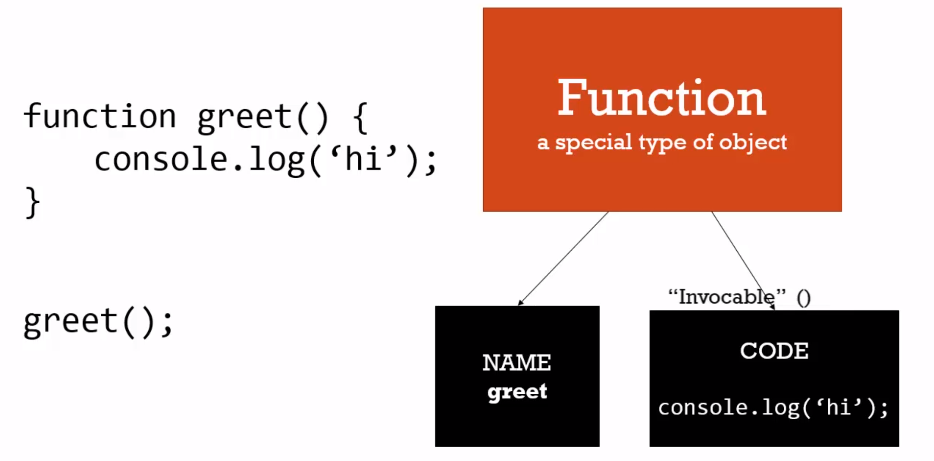 function greet() {
    console.log(‘hi’);
}
greet();
Function
a special type of object
“Invocable” ()
NAME
greet
CODE
console.log(‘hi’);